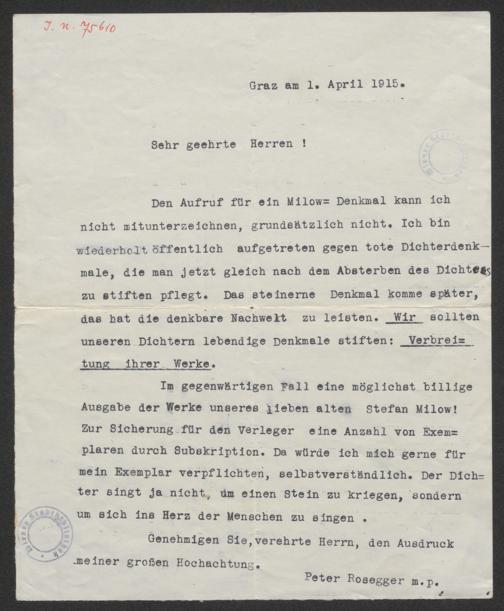 I. N. 75610
Graz am 1. April 1915.
Sehr geehrte Herren !
Den Aufruf für ein Milow= Denkmal kann ich
nicht mitunterzeichnen, grundsätzlich nicht. Ich bin
wiederholt öffentlich aufgetreten gegen tote Dichterdenk-
male, die man jetzt gleich nach dem Absterben des Dichters
zu stiften pflegt. Das steinerne Denkmal komme später,
das hat die denkbare Nachwelt zu leisten. Wir sollten
unseren Dichtern lebendige Denkmale stiften: Verbrei=
tung ihrer Werke.
Im gegenwärtigen Fall eine möglichst billige
Ausgabe der Werke unseres lieben alten Stefan Milow!
Zur Sicherung für den Verleger eine Anzahl von Exem=
plaren durch Subskription. Da würde ich mich gerne für
mein Exemplar verpflichten, selbstverständlich. Der Dich=
ter singt ja nicht, um einen Stein zu kriegen, sondern
um sich ins Herz der Menschen zu singen .
Genehmigen Sie, verehrte Herrn, den Ausdruck
meiner großen Hochachtung.
Peter Rosegger m.p.
Wiener Stadtbibliothek